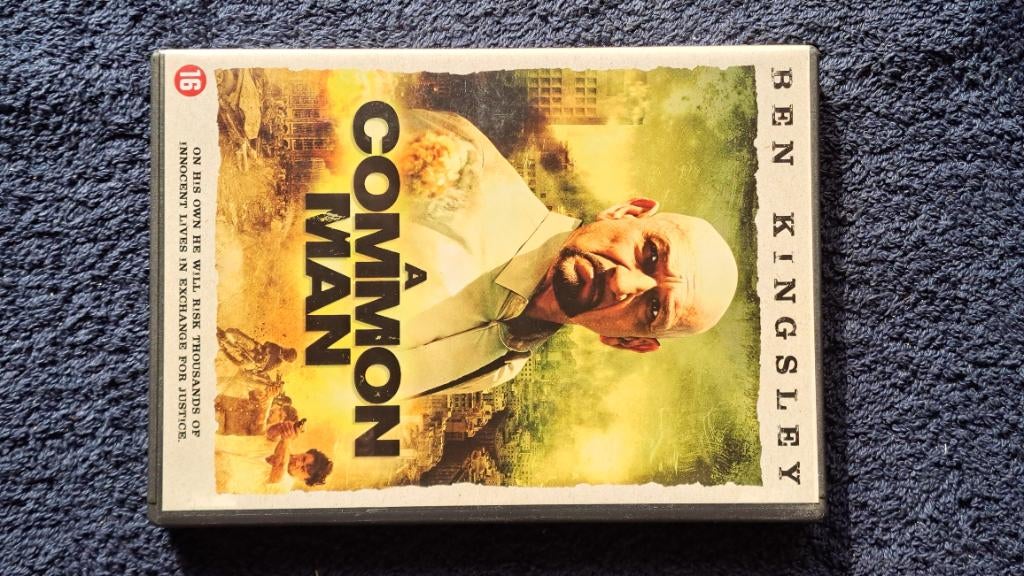 BEN KINGSLEY
A
COMMON
MAN
ON HIS OWN HE WILL RISK THOUSANDS OF
INNOCENT LIVES IN EXCHANGE FOR JUSTICE.
16